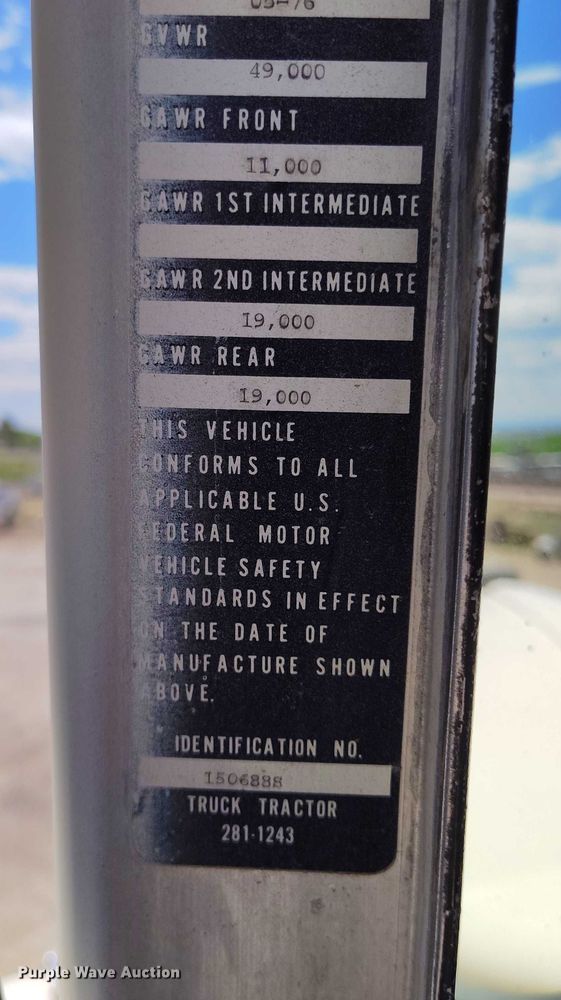 05-76
GVWR
49,000
GAWR FRONT
11,000
GAWR 1ST INTERMEDIATE
GAWR 2ND INTERMEDIATE
19,000
GAWR REAR
19,000
THIS VEHICLE
CONFORMS TO ALL
APPLICABLE U.S.
FEDERAL MOTOR
VEHICLE SAFETY
STANDARDS IN EFFECT
ON THE DATE OF
MANUFACTURE SHOWN
ABOVE.
IDENTIFICATION NO.
1506888
TRUCK TRACTOR
281-1243
Purple Wave Auction